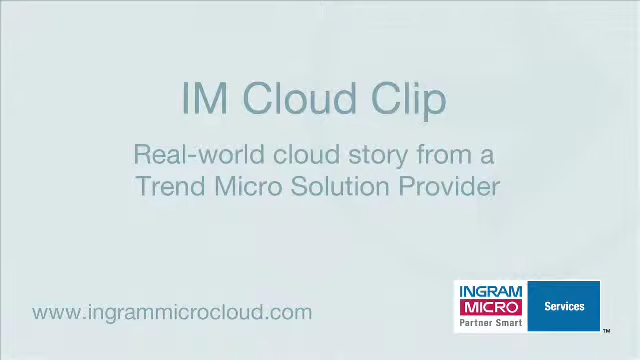 IM Cloud Clip
Real-world cloud story from a
Trend Micro Solution Provider
www.ingrammicrocloud.com
INGRAM
MICRO
Partner Smart
Services
™